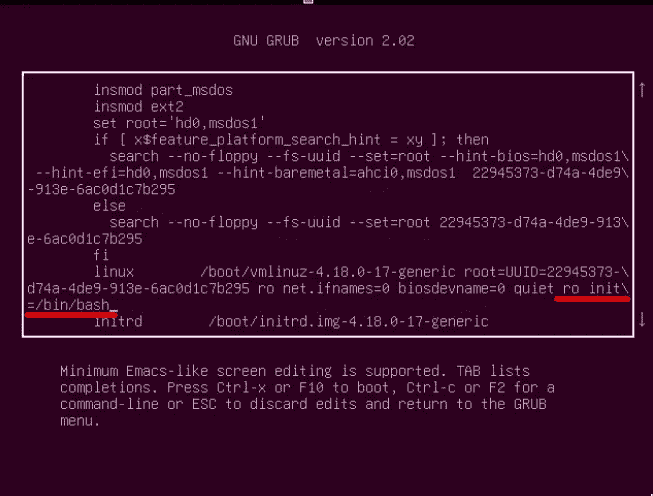 GNU GRUB version 2.02
insmod part_msdos
insmod ext2
set root='hd0,msdos1'
if [ x$feature_platform_search_hint = xy ]; then
search --no-floppy --fs-uuid --set=root --hint-bios=hd0,msdos1\
--hint-efi=hd0,msdos1 --hint-baremetal=ahci0,msdos1 22945373-d74a-4de9\
-913e-6ac0d1c7b295
else
search --no-floppy --fs-uuid --set=root 22945373-d74a-4de9-913\
e-6ac0d1c7b295
fi
linux /boot/vmlinuz-4.18.0-17-generic root=UUID=22945373-\
d74a-4de9-913e-6ac0d1c7b295 ro net.ifnames=0 biosdevname=0 quiet ro init\
=/bin/bash_
initrd /boot/initrd.img-4.18.0-17-generic
Minimum Emacs-like screen editing is supported. TAB lists
completions. Press Ctrl-x or F10 to boot, Ctrl-c or F2 for a
command-line or ESC to discard edits and return to the GRUB
menu.